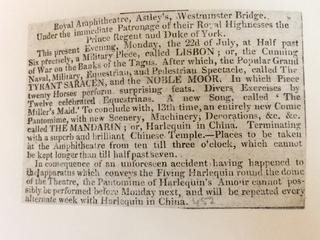 Royal Amphitheatre, Astley's, Westminster Bridge.
Under the immediate Patronage of their Royal Highnesses the
Prince Regent and Duke of York.
This present Evening, Monday, the 22d of July, at Half past
Six precisely, a Military Piece, called LISBON; or, the Cunning
of War on the Banks of the Tagus. After which, the Popular Grand
Naval, Military, Equestrian, and Pedestrian Spectacle, called The
TYRANT SARACEN, and the NOBLE MOOR. In which Piece
twenty Horses perform surprising feats. Divers Exercises by
Twelve celebrated Equestrians. A new Song, called 'The
Miller's Maid.' To conclude with, 13th time, an entirely new Comic
Pantomime, with new Scenery, Machinery, Decorations, &c. &c.
called THE MANDARIN; or, Harlequin in China. Terminating
with a superb and brilliant Chinese Temple.—Places to be taken
at the Amphitheatre from ten till three o'clock, which cannot
be kept longer than till half past seven.
In consequence of an unforeseen accident having happened to
the Apparatus which conveys the Flying Harlequin round the dome
of the Theatre, the Pantomime of Harlequin's Amour cannot pos-
sibly be performed before Monday next, and will be repeated every
alternate week with Harlequin in China.